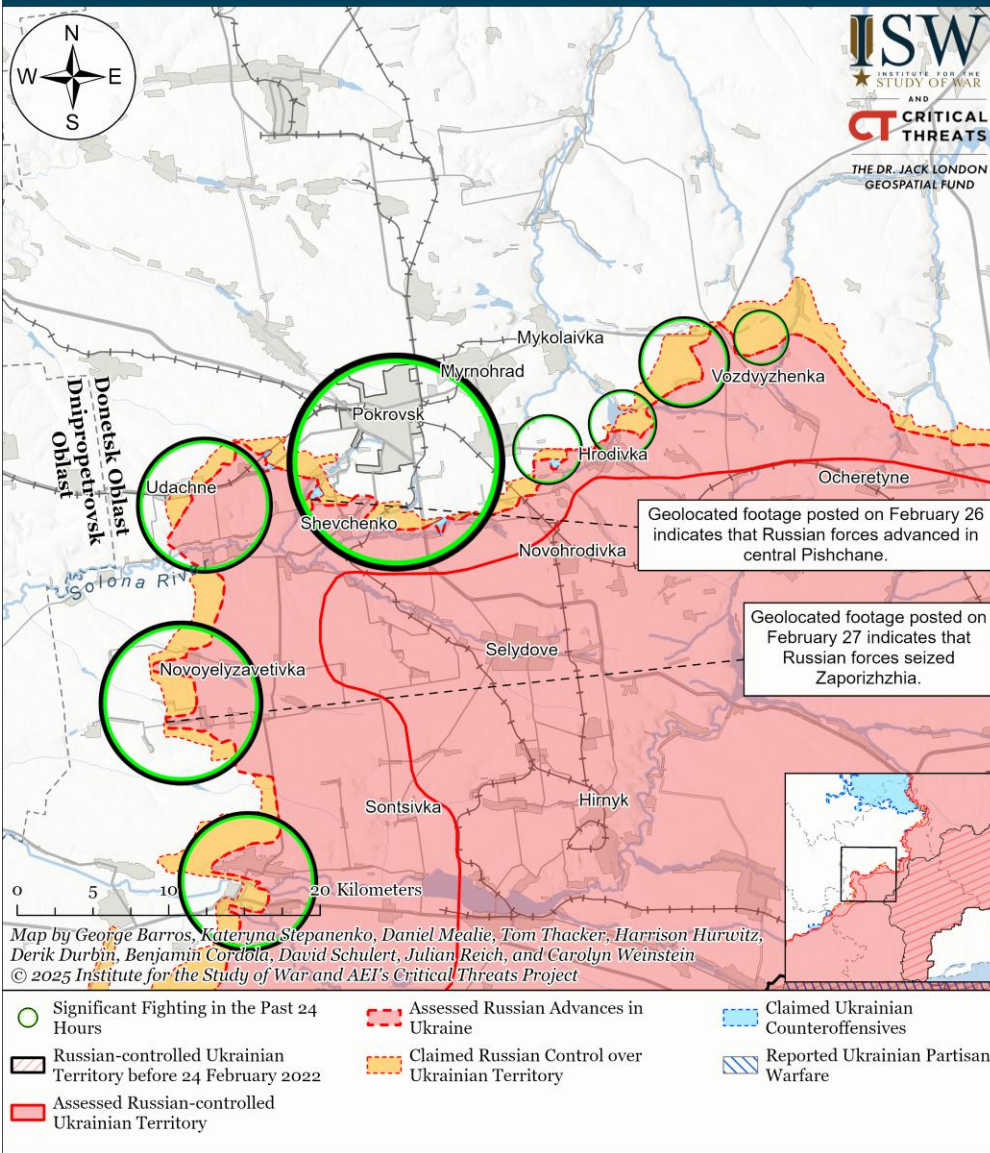 N
W
E
S
ISW
INSTITUTE FOR THE
STUDY OF WAR
AND
CT CRITICAL
THREATS
THE DR. JACK LONDON
GEOSPATIAL FUND
Mykolaivka
Myrnohrad
Vozdvyzhenka
Pokrovsk
Donetsk Oblast
Dnipropetrovsk
Oblast
Hrodivka
Udachne
Ocheretyne
Shevchenko
Geolocated footage posted on February 26
indicates that Russian forces advanced in
central Pishchane.
Novohrodivka
Solona River
Geolocated footage posted on
February 27 indicates that
Russian forces seized
Zaporizhzhia.
Selydove
Novoyelyzavetivka
Sontsivka
Hirnyk
0 5 10 20 Kilometers
Map by George Barros, Kateryna Stepanenko, Daniel Mealie, Tom Thacker, Harrison Hurwitz,
Derik Durbin, Benjamin Cordola, David Schulert, Julian Reich, and Carolyn Weinstein
© 2025 Institute for the Study of War and AEI's Critical Threats Project
Significant Fighting in the Past 24
Hours
Russian-controlled Ukrainian
Territory before 24 February 2022
Assessed Russian-controlled
Ukrainian Territory
Assessed Russian Advances in
Ukraine
Claimed Russian Control over
Ukrainian Territory
Claimed Ukrainian
Counteroffensives
Reported Ukrainian Partisan
Warfare